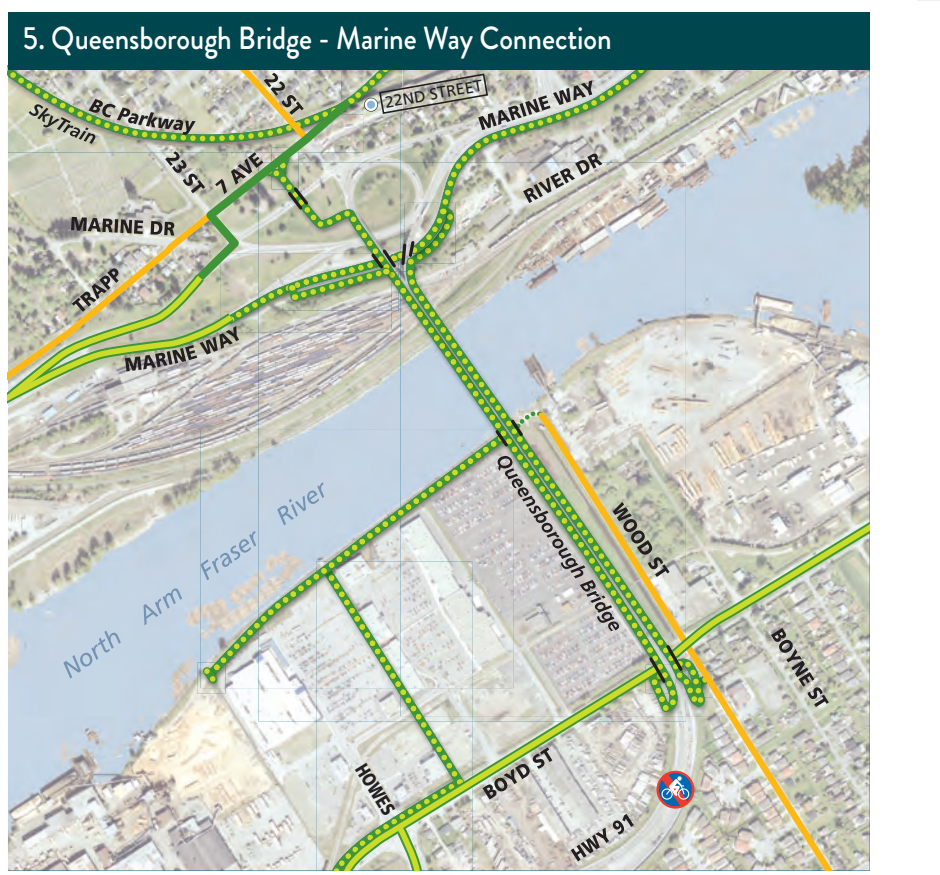 5. Queensborough Bridge - Marine Way Connection
22 ST
22ND STREET
BC Parkway
SkyTrain
MARINE WAY
23 ST
7 AVE
RIVER DR
MARINE DR
TRAPP
MARINE WAY
North Arm Fraser River
Queensborough Bridge
WOOD ST
BOYNE ST
BOYD ST
HOWES
HWY 91